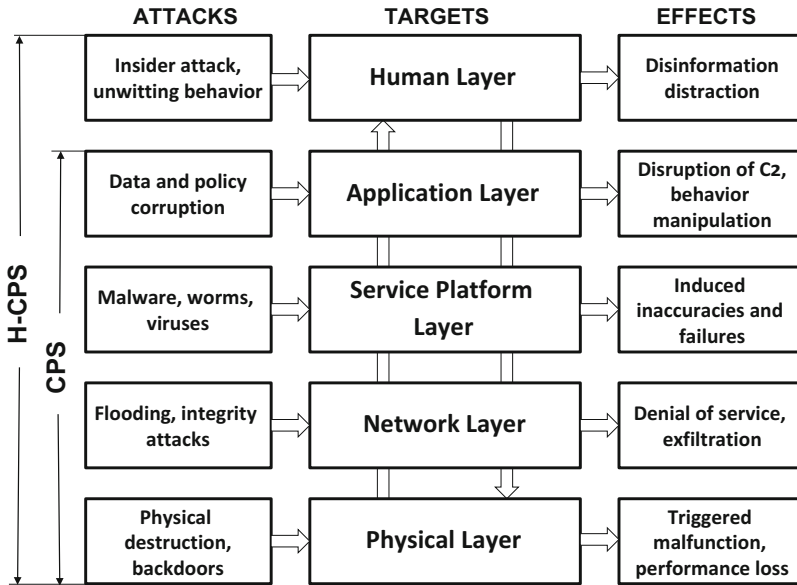 ATTACKS
TARGETS
EFFECTS
Insider attack,
unwitting behavior
Human Layer
Disinformation
distraction
Data and policy
corruption
Application Layer
Disruption of C2,
behavior
manipulation
Malware, worms,
viruses
Service Platform
Layer
Induced
inaccuracies and
failures
Flooding, integrity
attacks
Network Layer
Denial of service,
exfiltration
Physical
destruction,
backdoors
Physical Layer
Triggered
malfunction,
performance loss
H-CPS
CPS